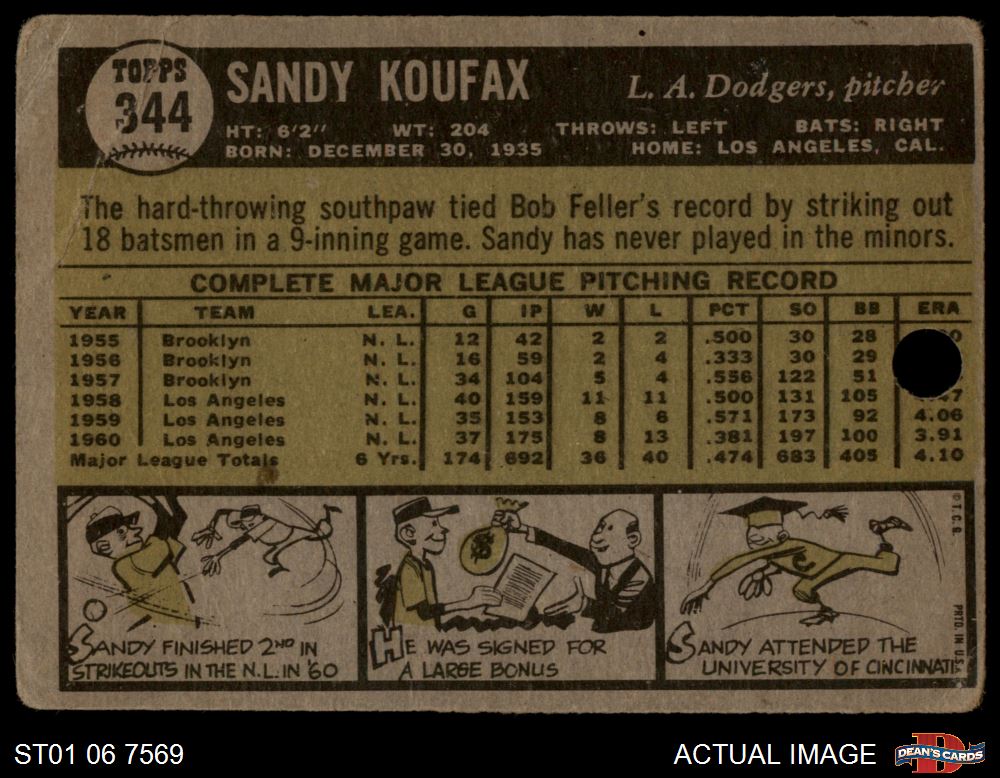 TOPPS
344
SANDY KOUFAX
L. A. Dodgers, pitcher
HT: 6'2" WT: 204 THROWS: LEFT BATS: RIGHT
BORN: DECEMBER 30, 1935 HOME: LOS ANGELES, CAL.
The hard-throwing southpaw tied Bob Feller's record by striking out
18 batsmen in a 9-inning game. Sandy has never played in the minors.
COMPLETE MAJOR LEAGUE PITCHING RECORD
YEAR TEAM LEA. G IP W L PCT SO BB ERA
1955 Brooklyn N. L. 12 42 2 2 .500 30 28
1956 Brooklyn N. L. 16 59 2 4 .333 30 29
1957 Brooklyn N. L. 34 104 5 4 .556 122 51
1958 Los Angeles N. L. 40 159 11 11 .500 131 105
1959 Los Angeles N. L. 35 153 8 6 .571 173 92 4.06
1960 Los Angeles N. L. 37 175 8 13 .381 197 100 3.91
Major League Totals 6 Yrs. 174 692 36 40 .474 683 405 4.10
SANDY FINISHED 2ND IN
STRIKEOUTS IN THE N.L. IN '60
$
HE WAS SIGNED FOR
A LARGE BONUS
C
SANDY ATTENDED THE
UNIVERSITY OF CINCINNATI
© T.C.G.
PRTD. IN U.S.A.
ST01 06 7569
ACTUAL IMAGE
D
DEAN'S CARDS